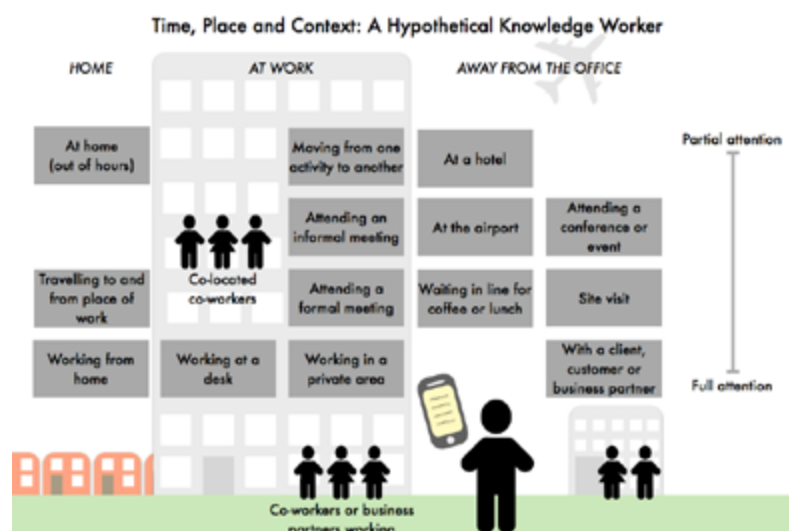 Time, Place and Context: A Hypothetical Knowledge Worker
HOME
AT WORK
AWAY FROM THE OFFICE
At home
(out of hours)
Moving from one
activity to another
At a hotel
Partial attention
Attending an
informal meeting
At the airport
Attending a
conference or
event
Co-located
co-workers
Travelling to and
from place of
work
Attending a
formal meeting
Waiting in line for
coffee or lunch
Site visit
Working from
home
Working at a
desk
Working in a
private area
With a client,
customer or
business partner
Full attention
Co-workers or business
partners working